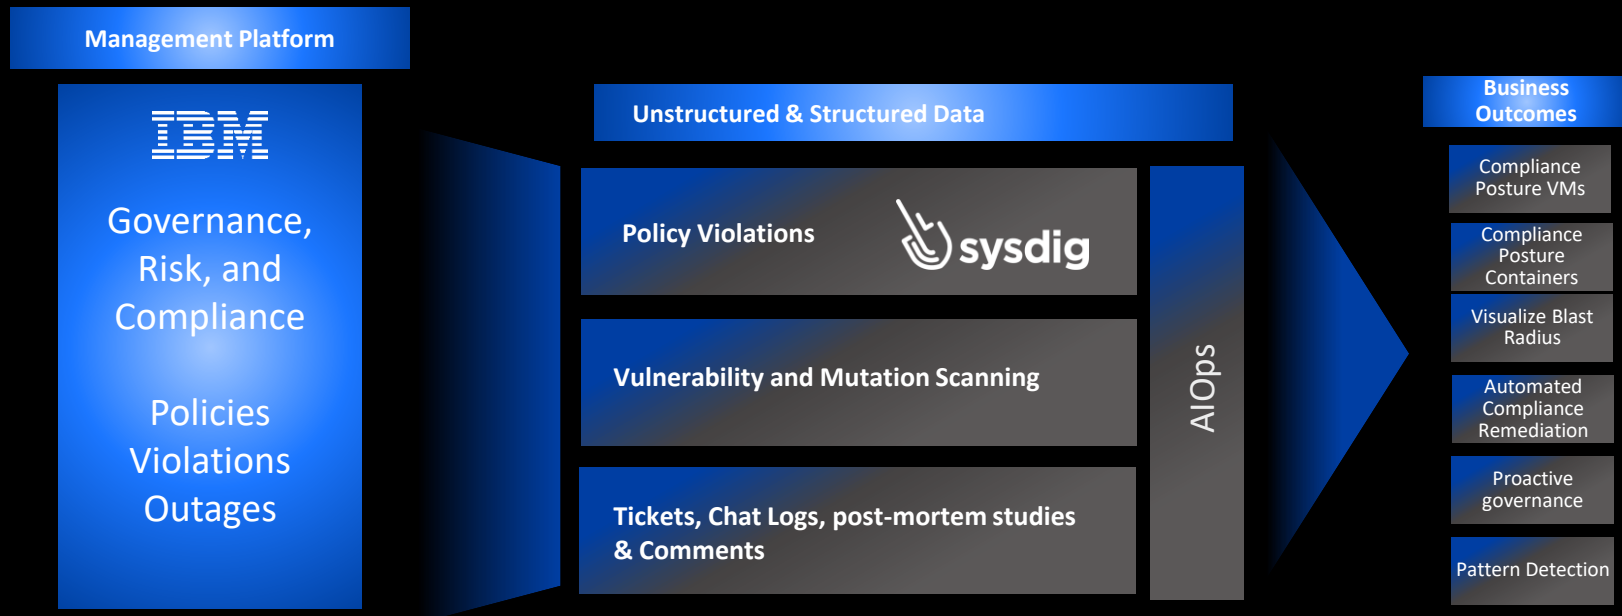 Management Platform
IBM
Governance,
Risk, and
Compliance
Policies
Violations
Outages
Unstructured & Structured Data
Policy Violations
sysdig
Vulnerability and Mutation Scanning
Tickets, Chat Logs, post-mortem studies
& Comments
AIOps
Business
Outcomes
Compliance
Posture VMs
Compliance
Posture
Containers
Visualize Blast
Radius
Automated
Compliance
Remediation
Proactive
governance
Pattern Detection